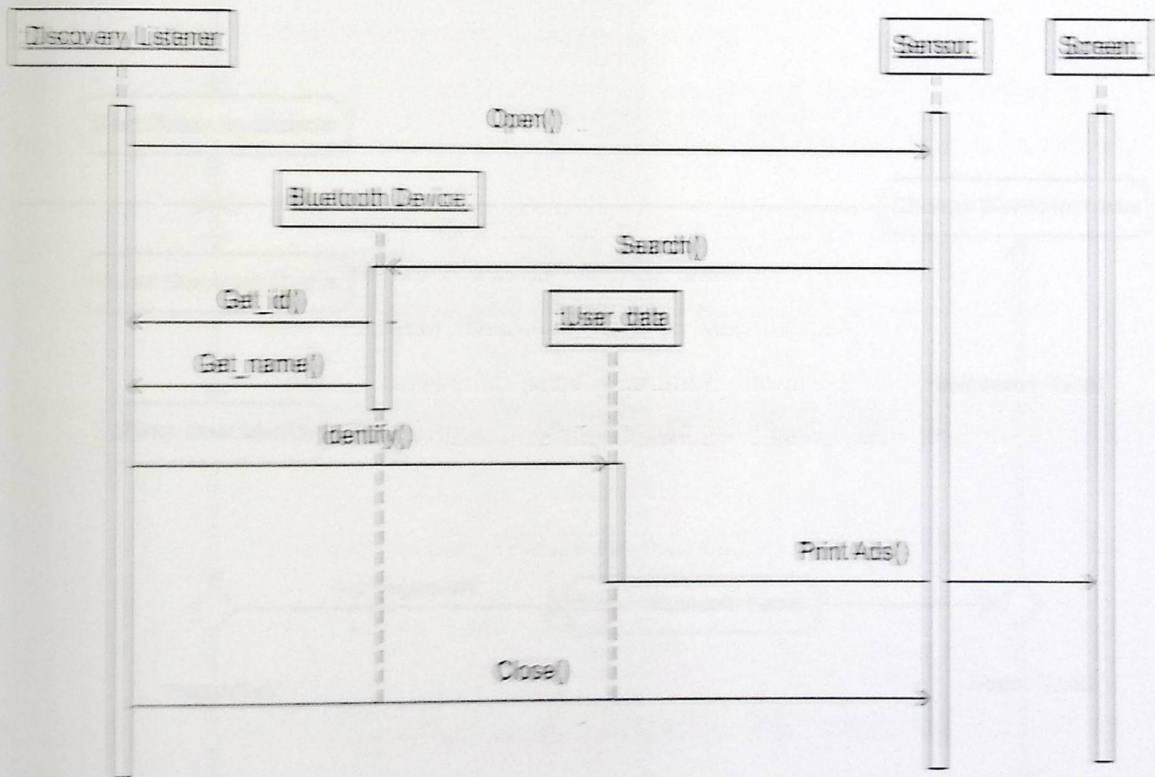 Discovery Listener
Sensor:
Screen:
Open()
Bluetooth Device:
Search()
Get_id()
:User_data
Get_name()
Identify()
Print Ads()
Close()